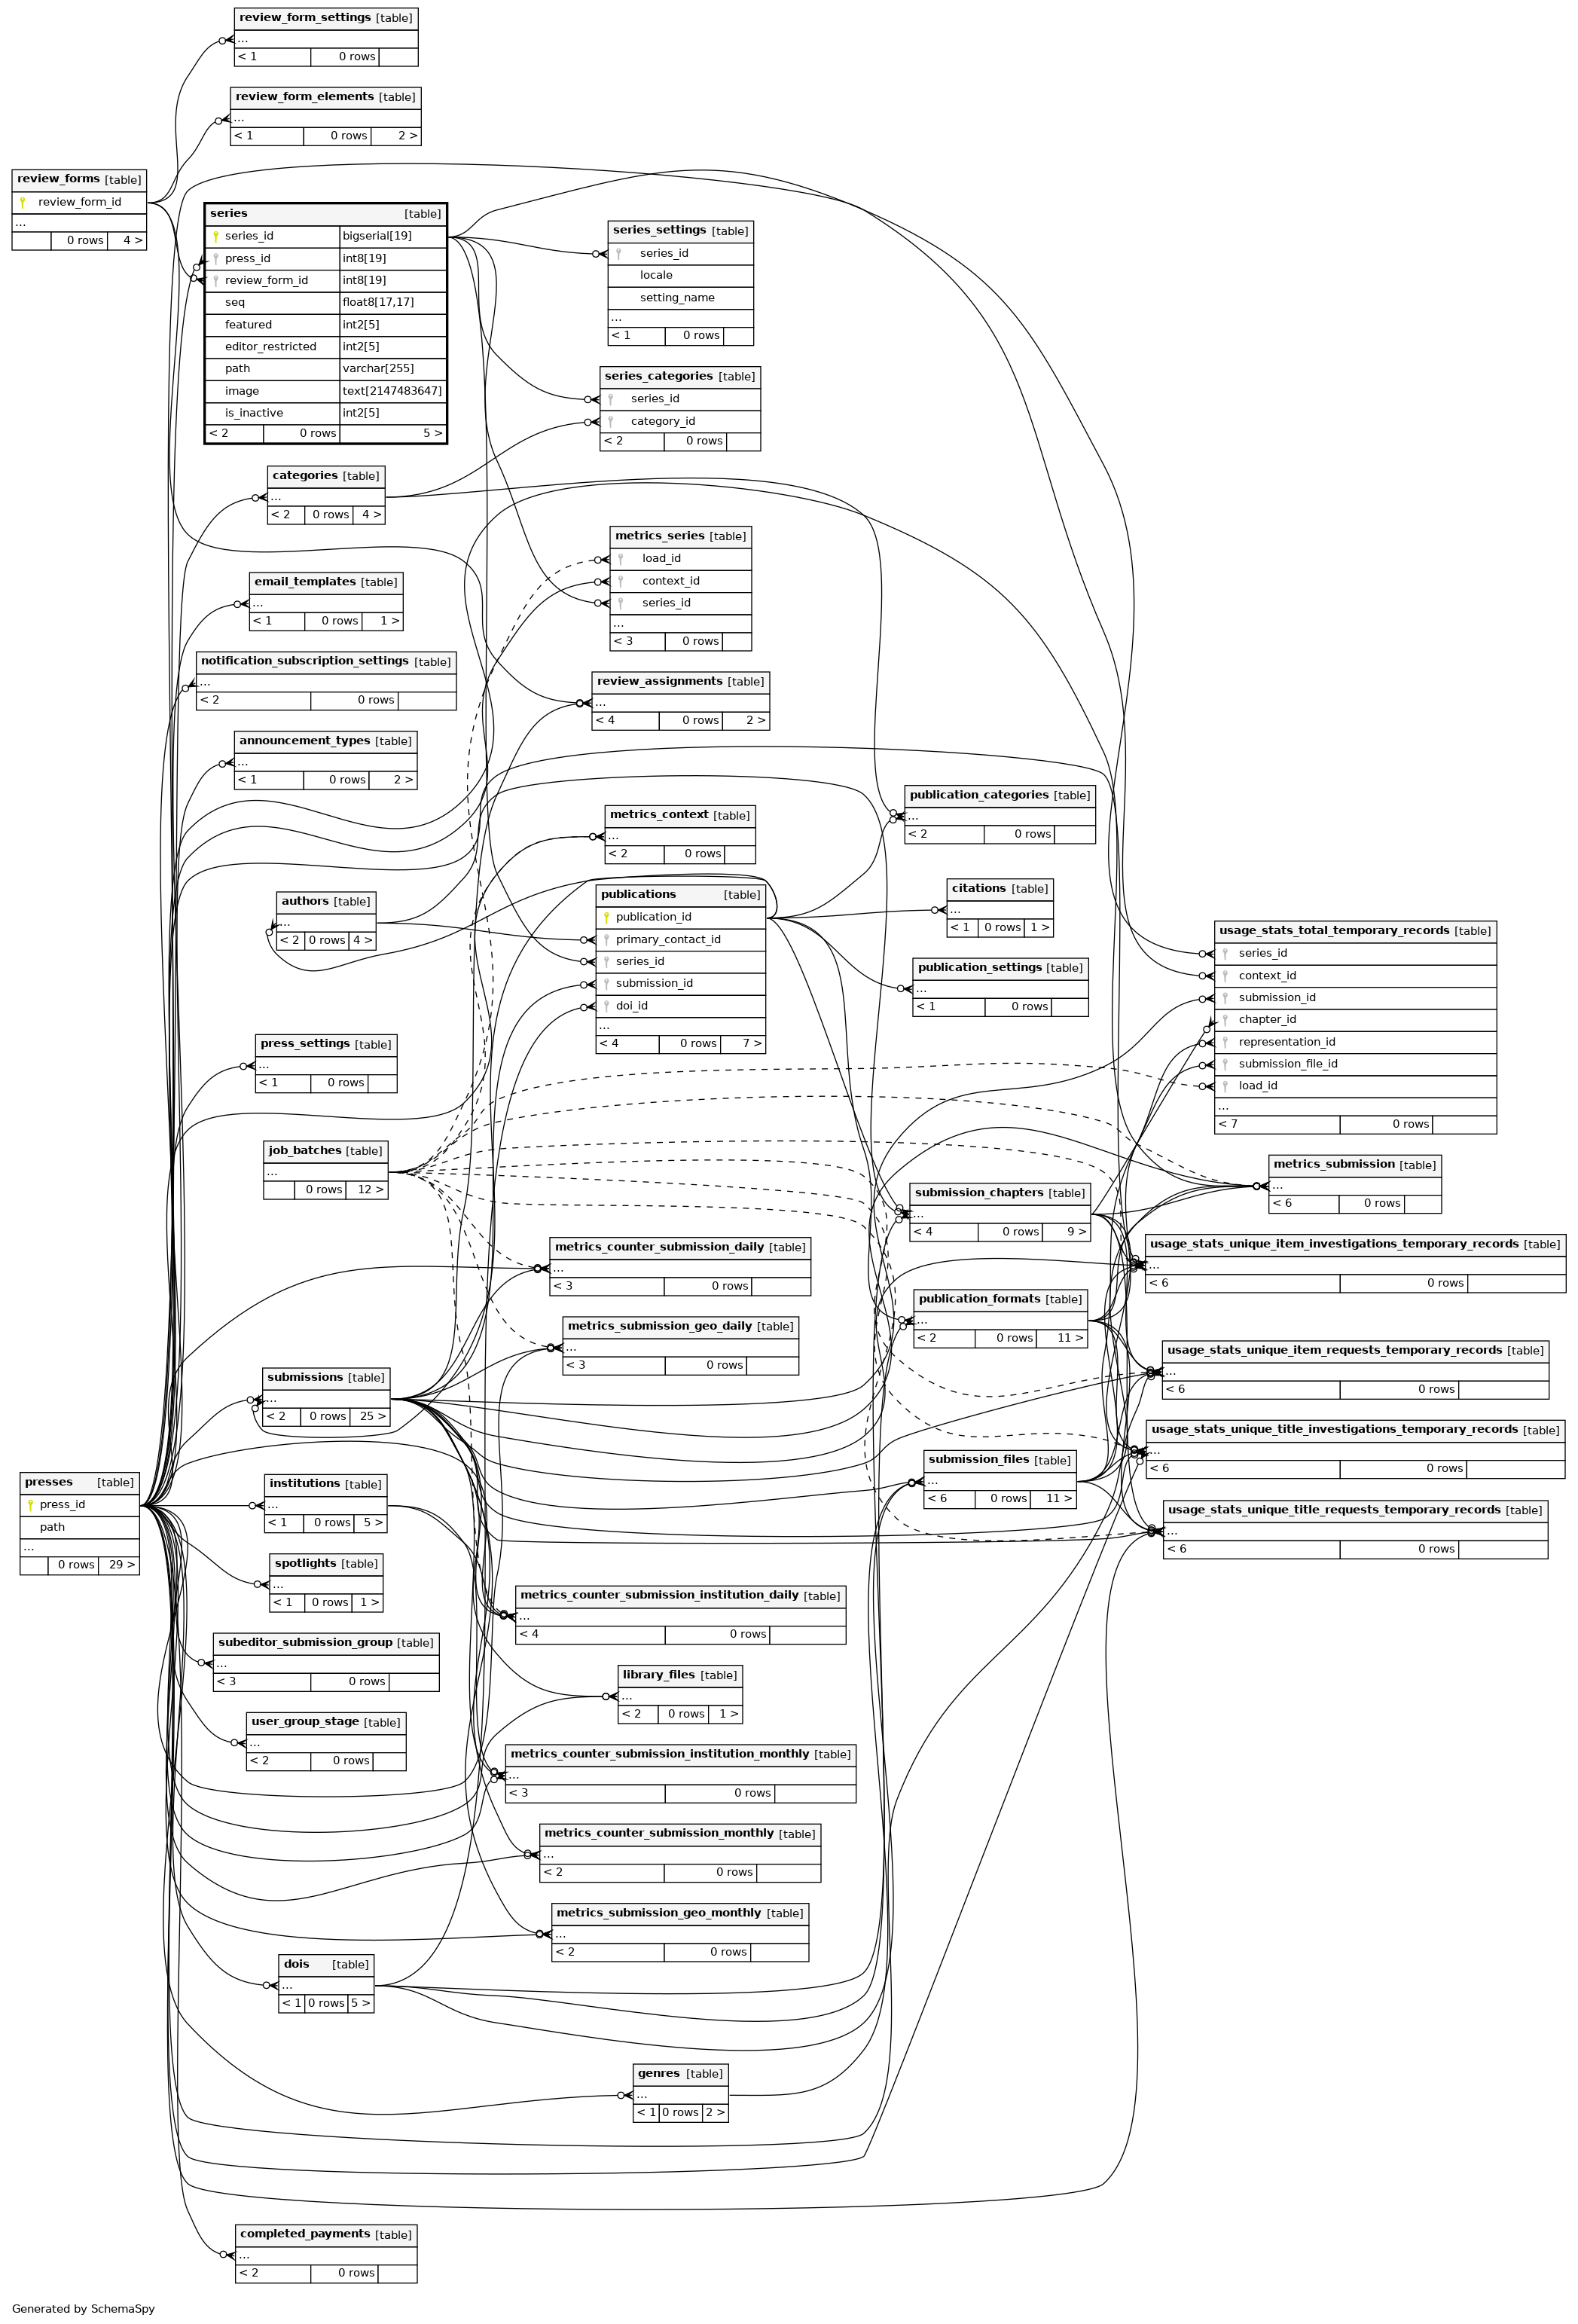 review_form_settings [table]
...
< 1 0 rows
review_form_elements [table]
...
< 1 0 rows 2 >
review_forms [table]
review_form_id
...
0 rows 4 >
series [table]
series_id bigserial[19]
press_id int8[19]
review_form_id int8[19]
seq float8[17,17]
featured int2[5]
editor_restricted int2[5]
path varchar[255]
image text[2147483647]
is_inactive int2[5]
< 2 0 rows 5 >
series_settings [table]
series_id
locale
setting_name
...
< 1 0 rows
series_categories [table]
series_id
category_id
< 2 0 rows
categories [table]
...
< 2 0 rows 4 >
metrics_series [table]
load_id
context_id
series_id
...
< 3 0 rows
email_templates [table]
...
< 1 0 rows 1 >
notification_subscription_settings [table]
...
< 2 0 rows
review_assignments [table]
...
< 4 0 rows 2 >
announcement_types [table]
...
< 1 0 rows 2 >
publication_categories [table]
...
< 2 0 rows
metrics_context [table]
...
< 2 0 rows
authors [table]
...
< 2 0 rows 4 >
publications [table]
publication_id
primary_contact_id
series_id
submission_id
doi_id
...
< 4 0 rows 7 >
citations [table]
...
< 1 0 rows 1 >
publication_settings [table]
...
< 1 0 rows
usage_stats_total_temporary_records [table]
series_id
context_id
submission_id
chapter_id
representation_id
submission_file_id
load_id
...
< 7 0 rows
press_settings [table]
...
< 1 0 rows
job_batches [table]
...
0 rows 12 >
metrics_submission [table]
...
< 6 0 rows
submission_chapters [table]
...
< 4 0 rows 9 >
metrics_counter_submission_daily [table]
...
< 3 0 rows
usage_stats_unique_item_investigations_temporary_records [table]
...
< 6 0 rows
publication_formats [table]
...
< 2 0 rows 11 >
metrics_submission_geo_daily [table]
...
< 3 0 rows
usage_stats_unique_item_requests_temporary_records [table]
...
< 6 0 rows
submissions [table]
...
< 2 0 rows 25 >
usage_stats_unique_title_investigations_temporary_records [table]
...
< 6 0 rows
submission_files [table]
...
< 6 0 rows 11 >
presses [table]
press_id
path
...
0 rows 29 >
institutions [table]
...
< 1 0 rows 5 >
usage_stats_unique_title_requests_temporary_records [table]
...
< 6 0 rows
spotlights [table]
...
< 1 0 rows 1 >
metrics_counter_submission_institution_daily [table]
...
< 4 0 rows
subeditor_submission_group [table]
...
< 3 0 rows
library_files [table]
...
< 2 0 rows 1 >
user_group_stage [table]
...
< 2 0 rows
metrics_counter_submission_institution_monthly [table]
...
< 3 0 rows
metrics_counter_submission_monthly [table]
...
< 2 0 rows
metrics_submission_geo_monthly [table]
...
< 2 0 rows
dois [table]
...
< 1 0 rows 5 >
genres [table]
...
< 1 0 rows 2 >
completed_payments [table]
...
< 2 0 rows
Generated by SchemaSpy